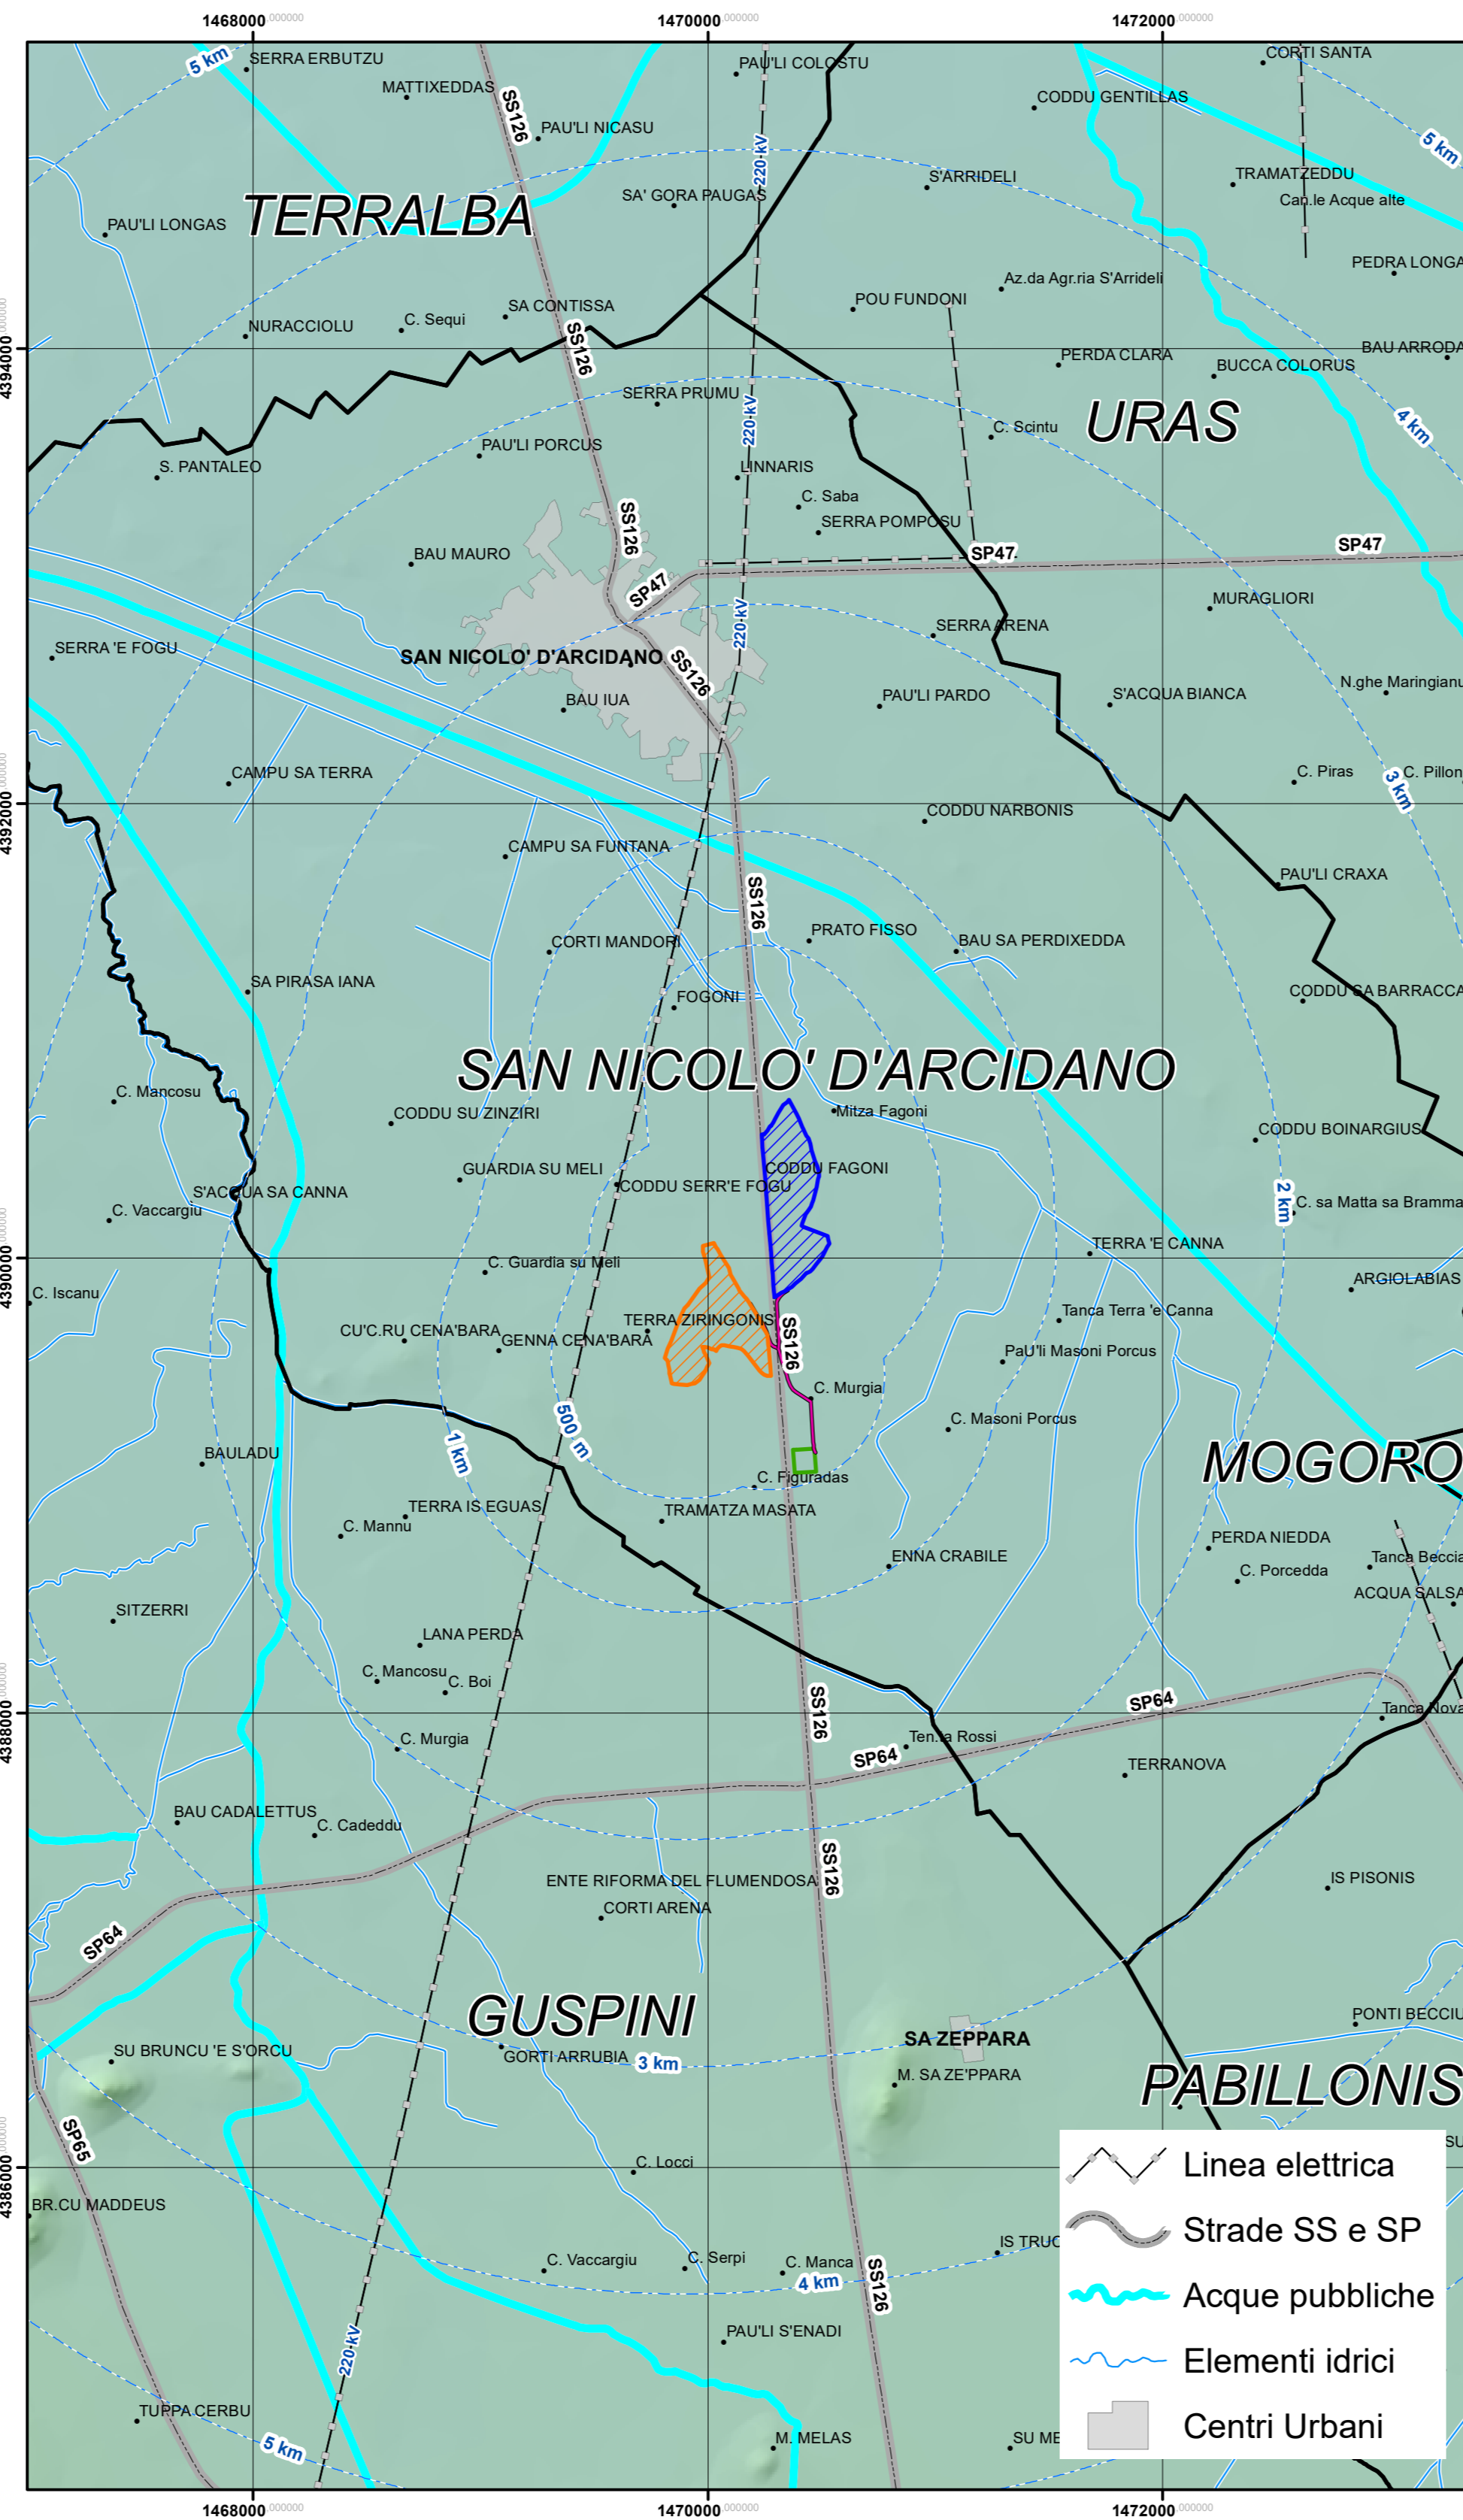 1468000,000000
1470000,000000
1472000,000000
5 km
SERRA ERBUTZU
PAU'LI COLOSTU
CORTI SANTA
MATTIXEDDAS
SS126
CODDU GENTILLAS
PAU'LI NICASU
5 km
220 kV
S'ARRIDELI
TRAMATZEDDU
SA' GORA PAUGAS
Can.le Acque alte
TERRALBA
PAU'LI LONGAS
PEDRA LONGA
Az.da Agr.ria S'Arrideli
POU FUNDONI
SA CONTISSA
C. Sequi
NURACCIOLU
SS126
4394000,000000
BAU ARRODA
PERDA CLARA
BUCCA COLORUS
SERRA PRUMU
220 kV
URAS
4 km
C. Scintu
PAU'LI PORCUS
S. PANTALEO
LINNARIS
C. Saba
SERRA POMPOSU
SS126
SP47
SP47
BAU MAURO
SP47
MURAGLIORI
220 kV
SERRA ARENA
SERRA 'E FOGU
SAN NICOLO' D'ARCIDANO
SS126
N.ghe Maringianu
BAU IUA
PAU'LI PARDO
S'ACQUA BIANCA
CAMPU SA TERRA
C. Piras
C. Pillon
3 km
4392000,000000
CODDU NARBONIS
CAMPU SA FUNTANA
PAU'LI CRAXA
SS126
PRATO FISSO
CORTI MANDORI
BAU SA PERDIXEDDA
SA PIRASA IANA
FOGONI
CODDU SA BARRACCA
SAN NICOLO' D'ARCIDANO
C. Mancosu
CODDU SU ZINZIRI
Mitza Fagoni
CODDU BOINARGIUS
GUARDIA SU MELI
CODDU FAGONI
CODDU SERR'E FOGU
S'ACQUA SA CANNA
C. Vaccargiu
2 km
C. sa Matta sa Bramma
TERRA 'E CANNA
4390000,000000
C. Guardia su Meli
ARGIOLABIAS
C. Iscanu
Tanca Terra 'e Canna
TERRA ZIRINGONIS
CU'C.RU CENA'BARA
GENNA CENA'BARA
SS126
PaU'li Masoni Porcus
C. Murgia
500 m
C. Masoni Porcus
1 km
BAULADU
MOGORO
C. Figuradas
TERRA IS EGUAS
TRAMATZA MASATA
C. Mannu
PERDA NIEDDA
ENNA CRABILE
Tanca Beccia
C. Porcedda
ACQUA SALSA
SITZERRI
LANA PERDA
C. Mancosu
C. Boi
SS126
SP64
4388000,000000
Tanca Nova
C. Murgia
Ten.ta Rossi
SP64
TERRANOVA
BAU CADALETTUS
C. Cadeddu
SS126
ENTE RIFORMA DEL FLUMENDOSA
IS PISONIS
CORTI ARENA
SP64
GUSPINI
PONTI BECCIU
SA ZEPPARA
SU BRUNCU 'E S'ORCU
GORTI ARRUBIA
3 km
M. SA ZE'PPARA
PABILLONIS
SP65
SU
C. Locci
Linea elettrica
4386000,000000
BR.CU MADDEUS
Strade SS e SP
IS TRUC
C. Vaccargiu
C. Serpi
C. Manca
4 km
SS126
Acque pubbliche
PAU'LI S'ENADI
220 kV
Elementi idrici
TUPPA CERBU
5 km
M. MELAS
SU ME
Centri Urbani
1468000,000000
1470000,000000
1472000,000000